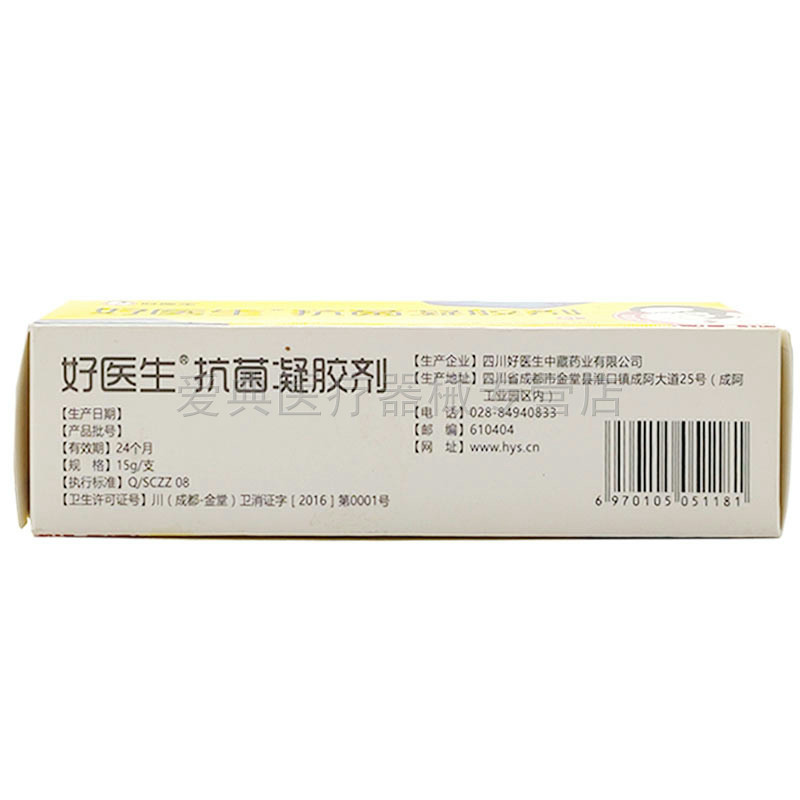 好医生®抗菌凝胶剂
【生产日期】
【产品批号】
【有效期】24个月
【规 格】15g/支
【执行标准】Q/SCZZ 08
【卫生许可证号】川（成都-金堂）卫消证字［2016］第0001号
【生产企业】四川好医生中藏药业有限公司
【生产地址】四川省成都市金堂县淮口镇成阿大道25号（成阿
工业园区内）
【电 话】028-84940833
【邮 编】610404
【网 址】www.hys.cn
6 970105 051181
爱典医疗器械专营店